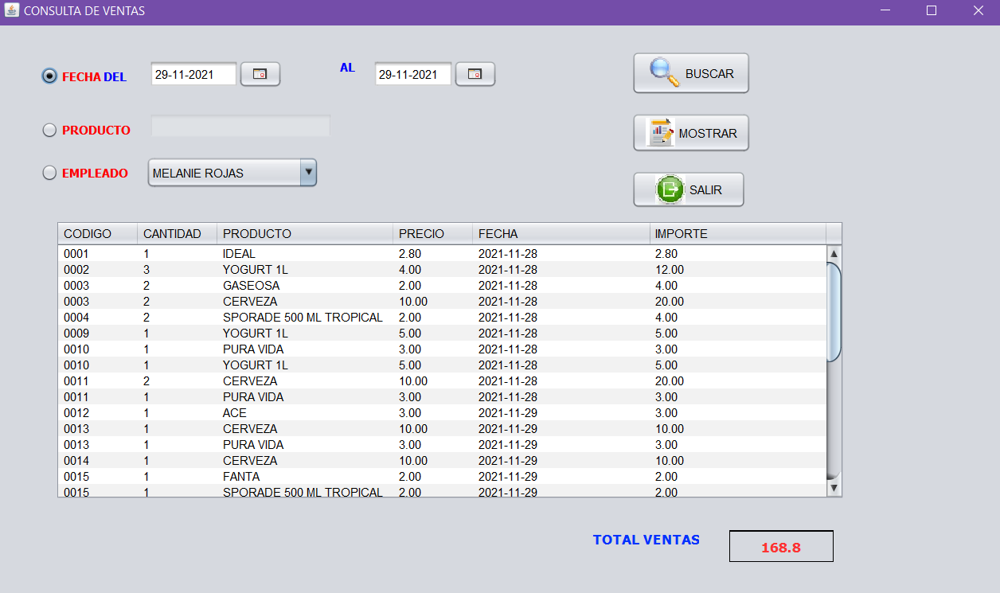 CONSULTA DE VENTAS
FECHA DEL 29-11-2021 AL 29-11-2021 BUSCAR
PRODUCTO MOSTRAR
EMPLEADO MELANIE ROJAS SALIR
CODIGO CANTIDAD PRODUCTO PRECIO FECHA IMPORTE
0001 1 IDEAL 2.80 2021-11-28 2.80
0002 3 YOGURT 1L 4.00 2021-11-28 12.00
0003 2 GASEOSA 2.00 2021-11-28 4.00
0003 2 CERVEZA 10.00 2021-11-28 20.00
0004 2 SPORADE 500 ML TROPICAL 2.00 2021-11-28 4.00
0009 1 YOGURT 1L 5.00 2021-11-28 5.00
0010 1 PURA VIDA 3.00 2021-11-28 3.00
0010 1 YOGURT 1L 5.00 2021-11-28 5.00
0011 2 CERVEZA 10.00 2021-11-28 20.00
0011 1 PURA VIDA 3.00 2021-11-28 3.00
0012 1 ACE 3.00 2021-11-29 3.00
0013 1 CERVEZA 10.00 2021-11-29 10.00
0013 1 PURA VIDA 3.00 2021-11-29 3.00
0014 1 CERVEZA 10.00 2021-11-29 10.00
0015 1 FANTA 2.00 2021-11-29 2.00
0015 1 SPORADE 500 ML TROPICAL 2.00 2021-11-29 2.00
TOTAL VENTAS 168.8